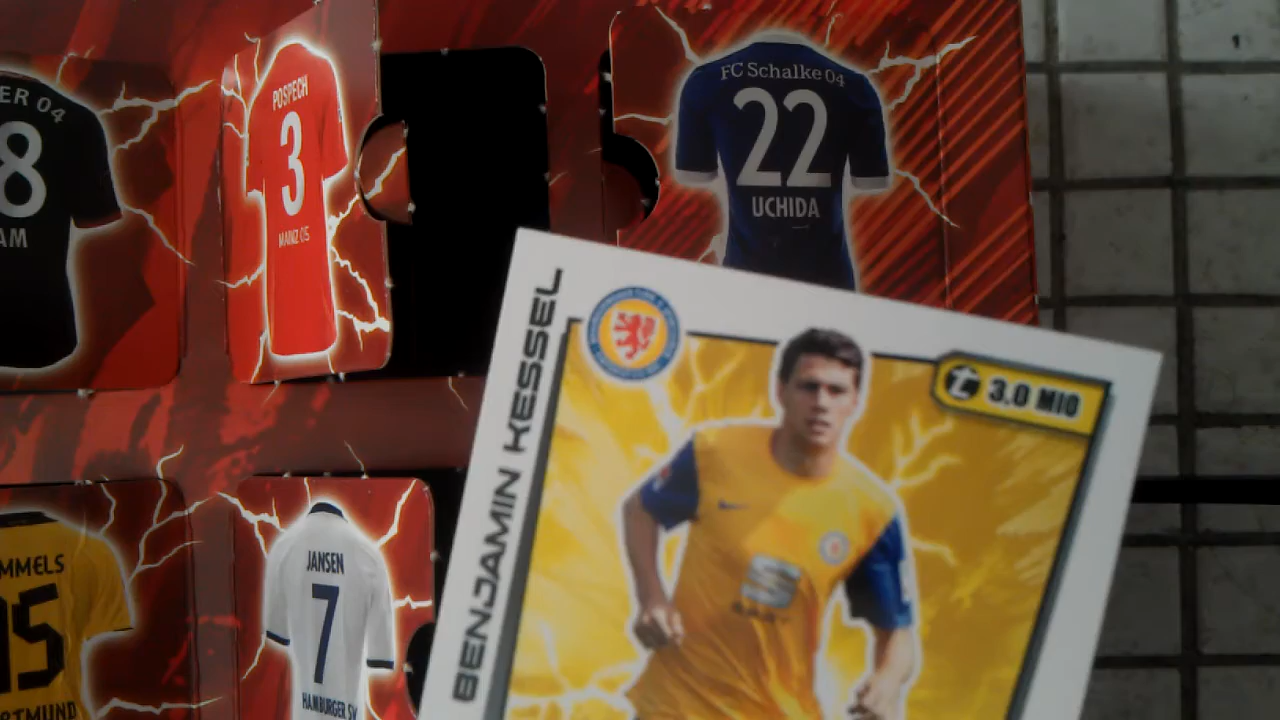 ER 04
8
AM
POSPECH
3
MAINZ 05
FC Schalke 04
22
UCHIDA
BENJAMIN KESSEL
3.0 MIO
MMELS
15
RTMUND
JANSEN
7
HAMBURGER SV